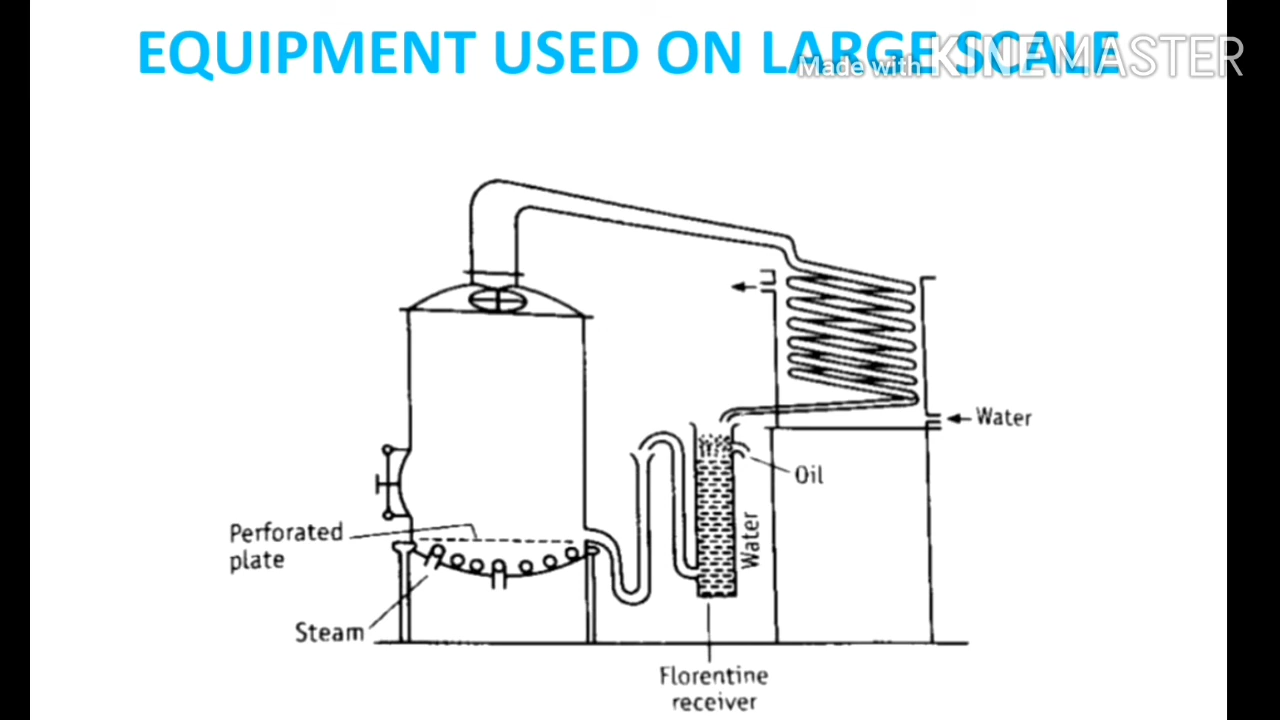 EQUIPMENT USED ON LARGE SCALE
Made with KINEMASTER
Water
Oil
Perforated
plate
Water
Steam
Florentine
receiver